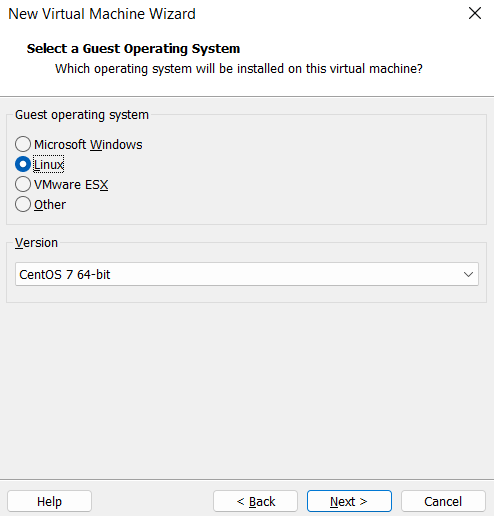 New Virtual Machine Wizard
Select a Guest Operating System
Which operating system will be installed on this virtual machine?
Guest operating system
Microsoft Windows
Linux
VMware ESX
Other
Version
CentOS 7 64-bit
Help
< Back
Next >
Cancel